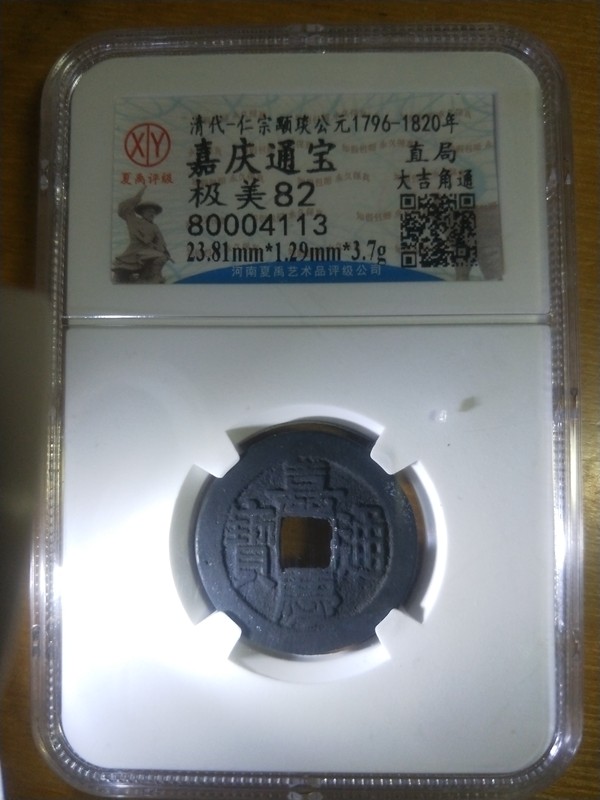 清代-仁宗顒琰公元1796-1820年
XY
夏禹评级
嘉庆通宝
直局
极美82
大吉角通
80004113
23.81mm*1.29mm*3.7g
河南夏禹艺术品评级公司
嘉慶通寶